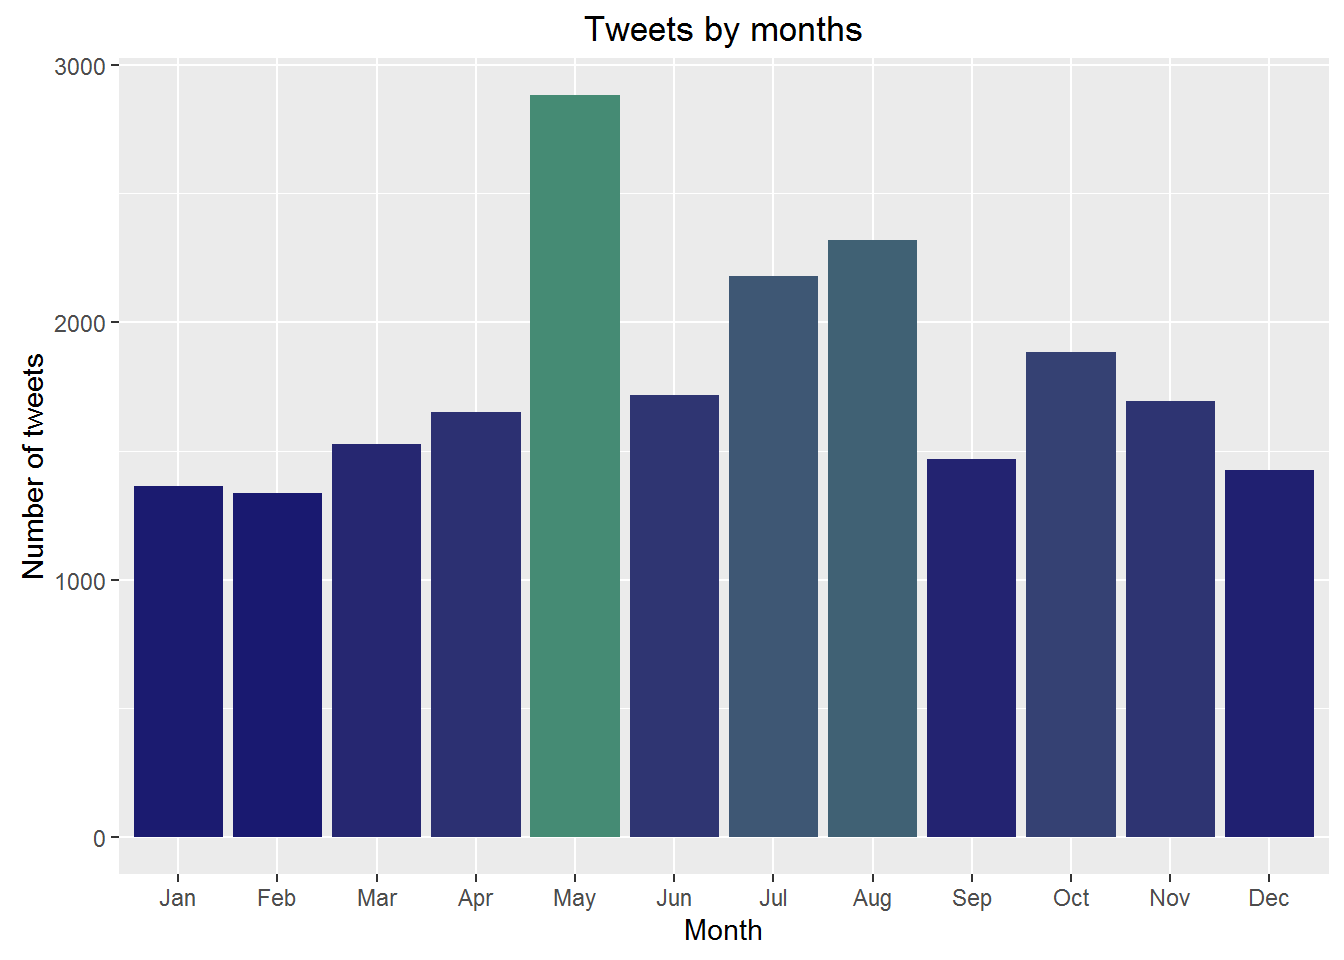 Tweets by months
3000
2000
1000
0
Number of tweets
Jan Feb Mar Apr May Jun Jul Aug Sep Oct Nov Dec
Month